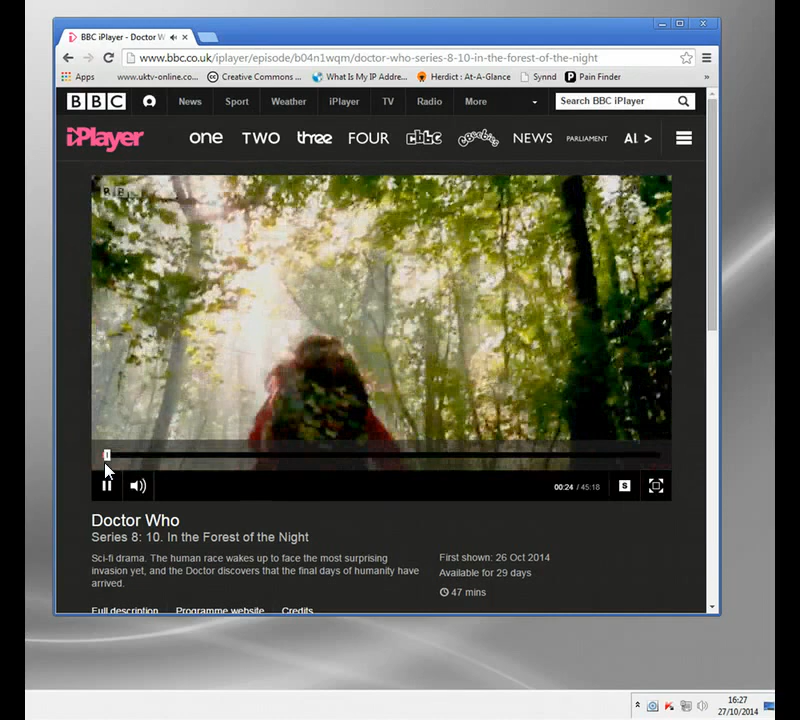 BBC iPlayer - Doctor W
www.bbc.co.uk/iplayer/episode/b04n1wqm/doctor-who-series-8-10-in-the-forest-of-the-night
Apps www.uktv-online.co... Creative Commons ... What Is My IP Addre... Herdict : At-A-Glance Synnd Pain Finder »
BBC News Sport Weather iPlayer TV Radio More Search BBC iPlayer
iPlayer one TWO three FOUR cbbc cbeebies NEWS PARLIAMENT AL >
BBC
00:24 / 45:18 S
Doctor Who
Series 8: 10. In the Forest of the Night
Sci-fi drama. The human race wakes up to face the most surprising
invasion yet, and the Doctor discovers that the final days of humanity have
arrived.
First shown: 26 Oct 2014
Available for 29 days
47 mins
Full description Programme website Credits
16:27
27/10/2014